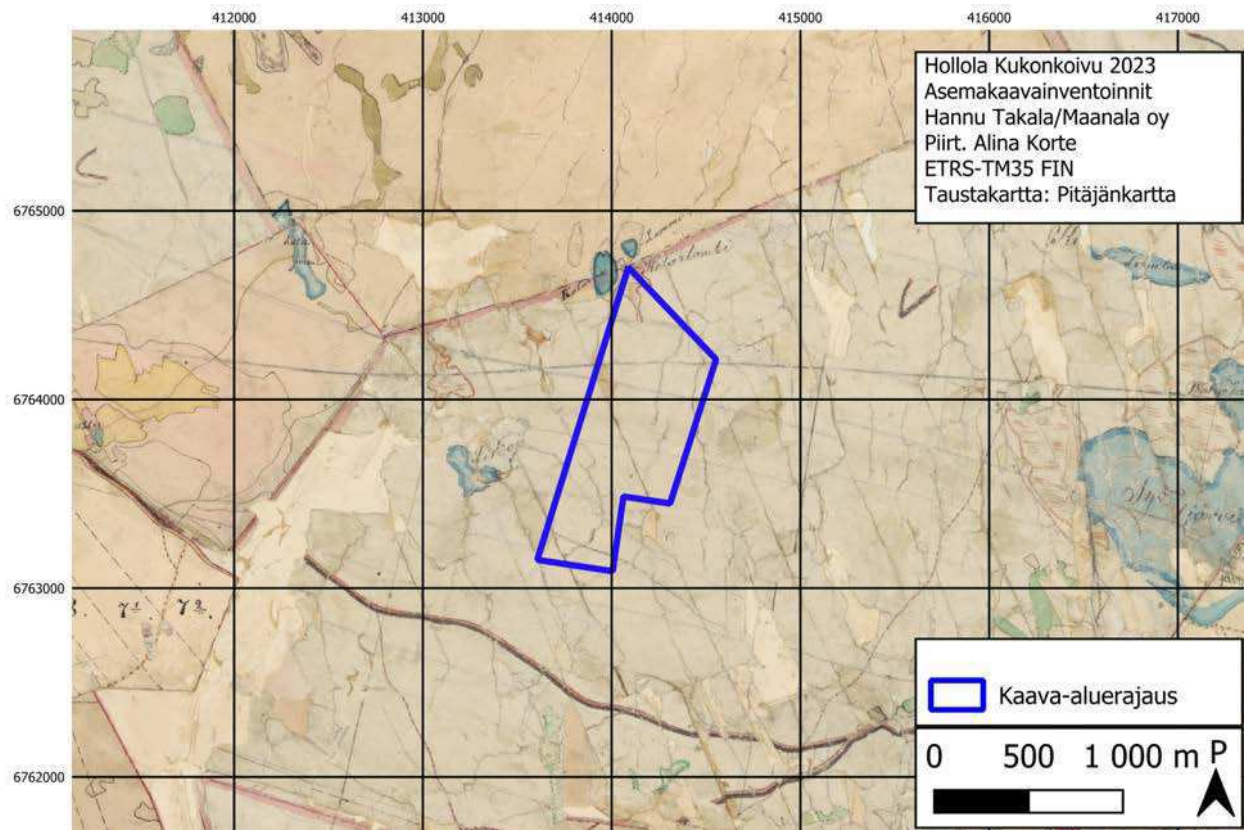 412000 413000 414000 415000 416000 417000
Hollola Kukonkoivu 2023
Asemakaavainventoinnit
Hannu Takala/Maanala oy
Piirt. Alina Korte
ETRS-TM35 FIN
Taustakartta: Pitäjänkartta
6765000
6764000
6763000
Kaava-aluerajaus
6762000
0 500 1 000 m P